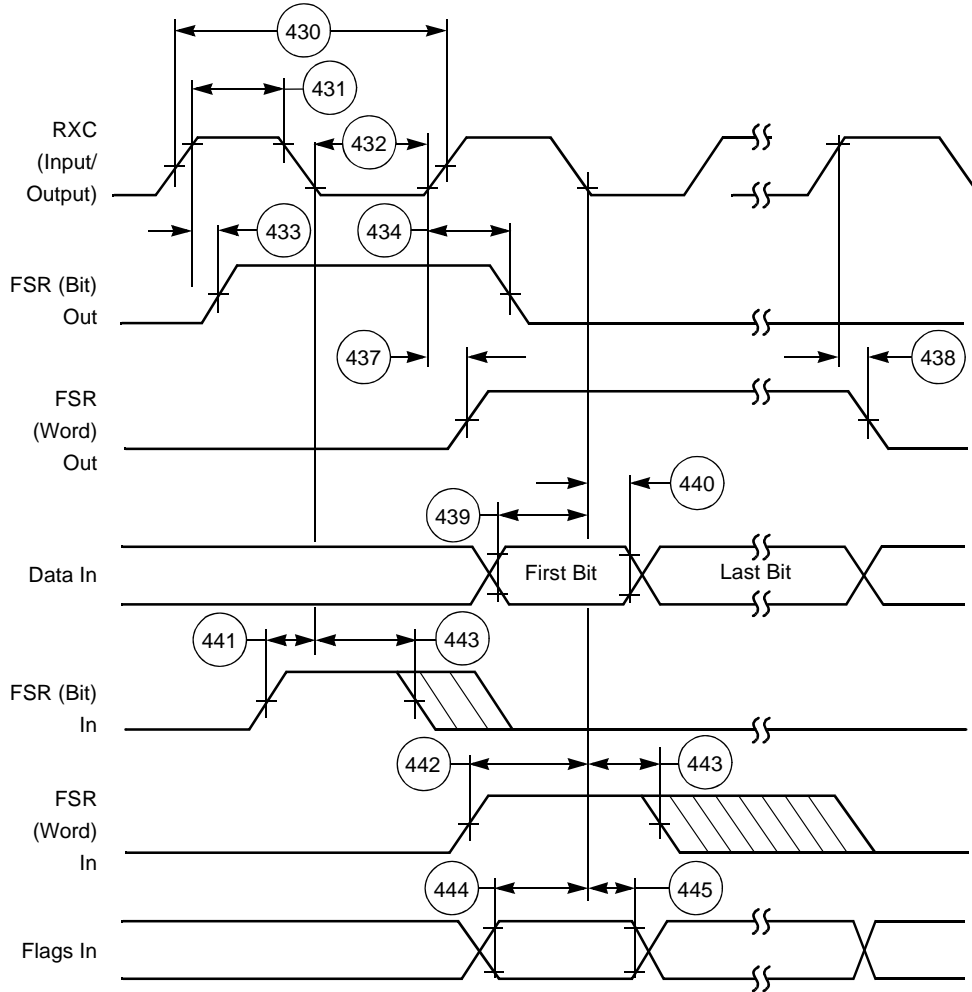 430
431
RXC
(Input/
Output)
432
433
434
FSR (Bit)
Out
437
438
FSR
(Word)
Out
440
439
Data In
First Bit
Last Bit
441
443
FSR (Bit)
In
442
443
FSR
(Word)
In
444
445
Flags In